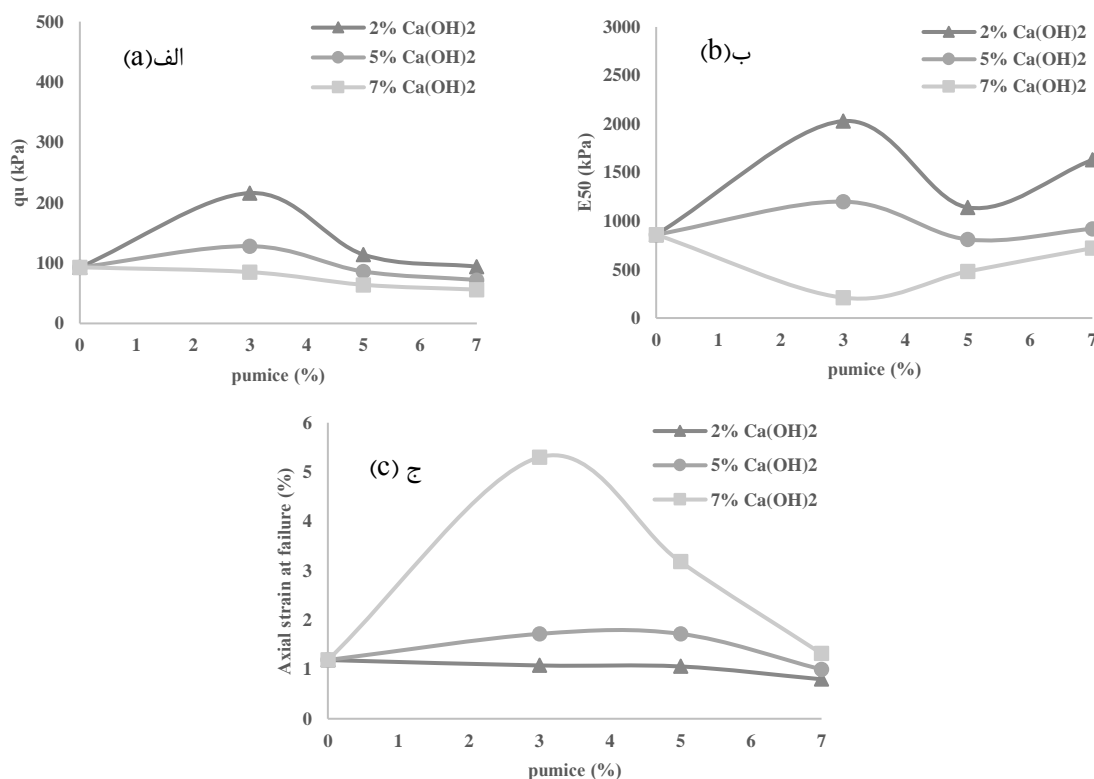 500
400
300
200
100
0
qu (kPa)
0 1 2 3 4 5 6 7
pumice (%)
الف(a)
2% Ca(OH)2
5% Ca(OH)2
7% Ca(OH)2
3000
2500
2000
1500
1000
500
0
E50 (kPa)
0 1 2 3 4 5 6 7
pumice (%)
ب(b)
2% Ca(OH)2
5% Ca(OH)2
7% Ca(OH)2
6
5
4
3
2
1
0
Axial strain at failure (%)
0 1 2 3 4 5 6 7
pumice (%)
ج (c)
2% Ca(OH)2
5% Ca(OH)2
7% Ca(OH)2